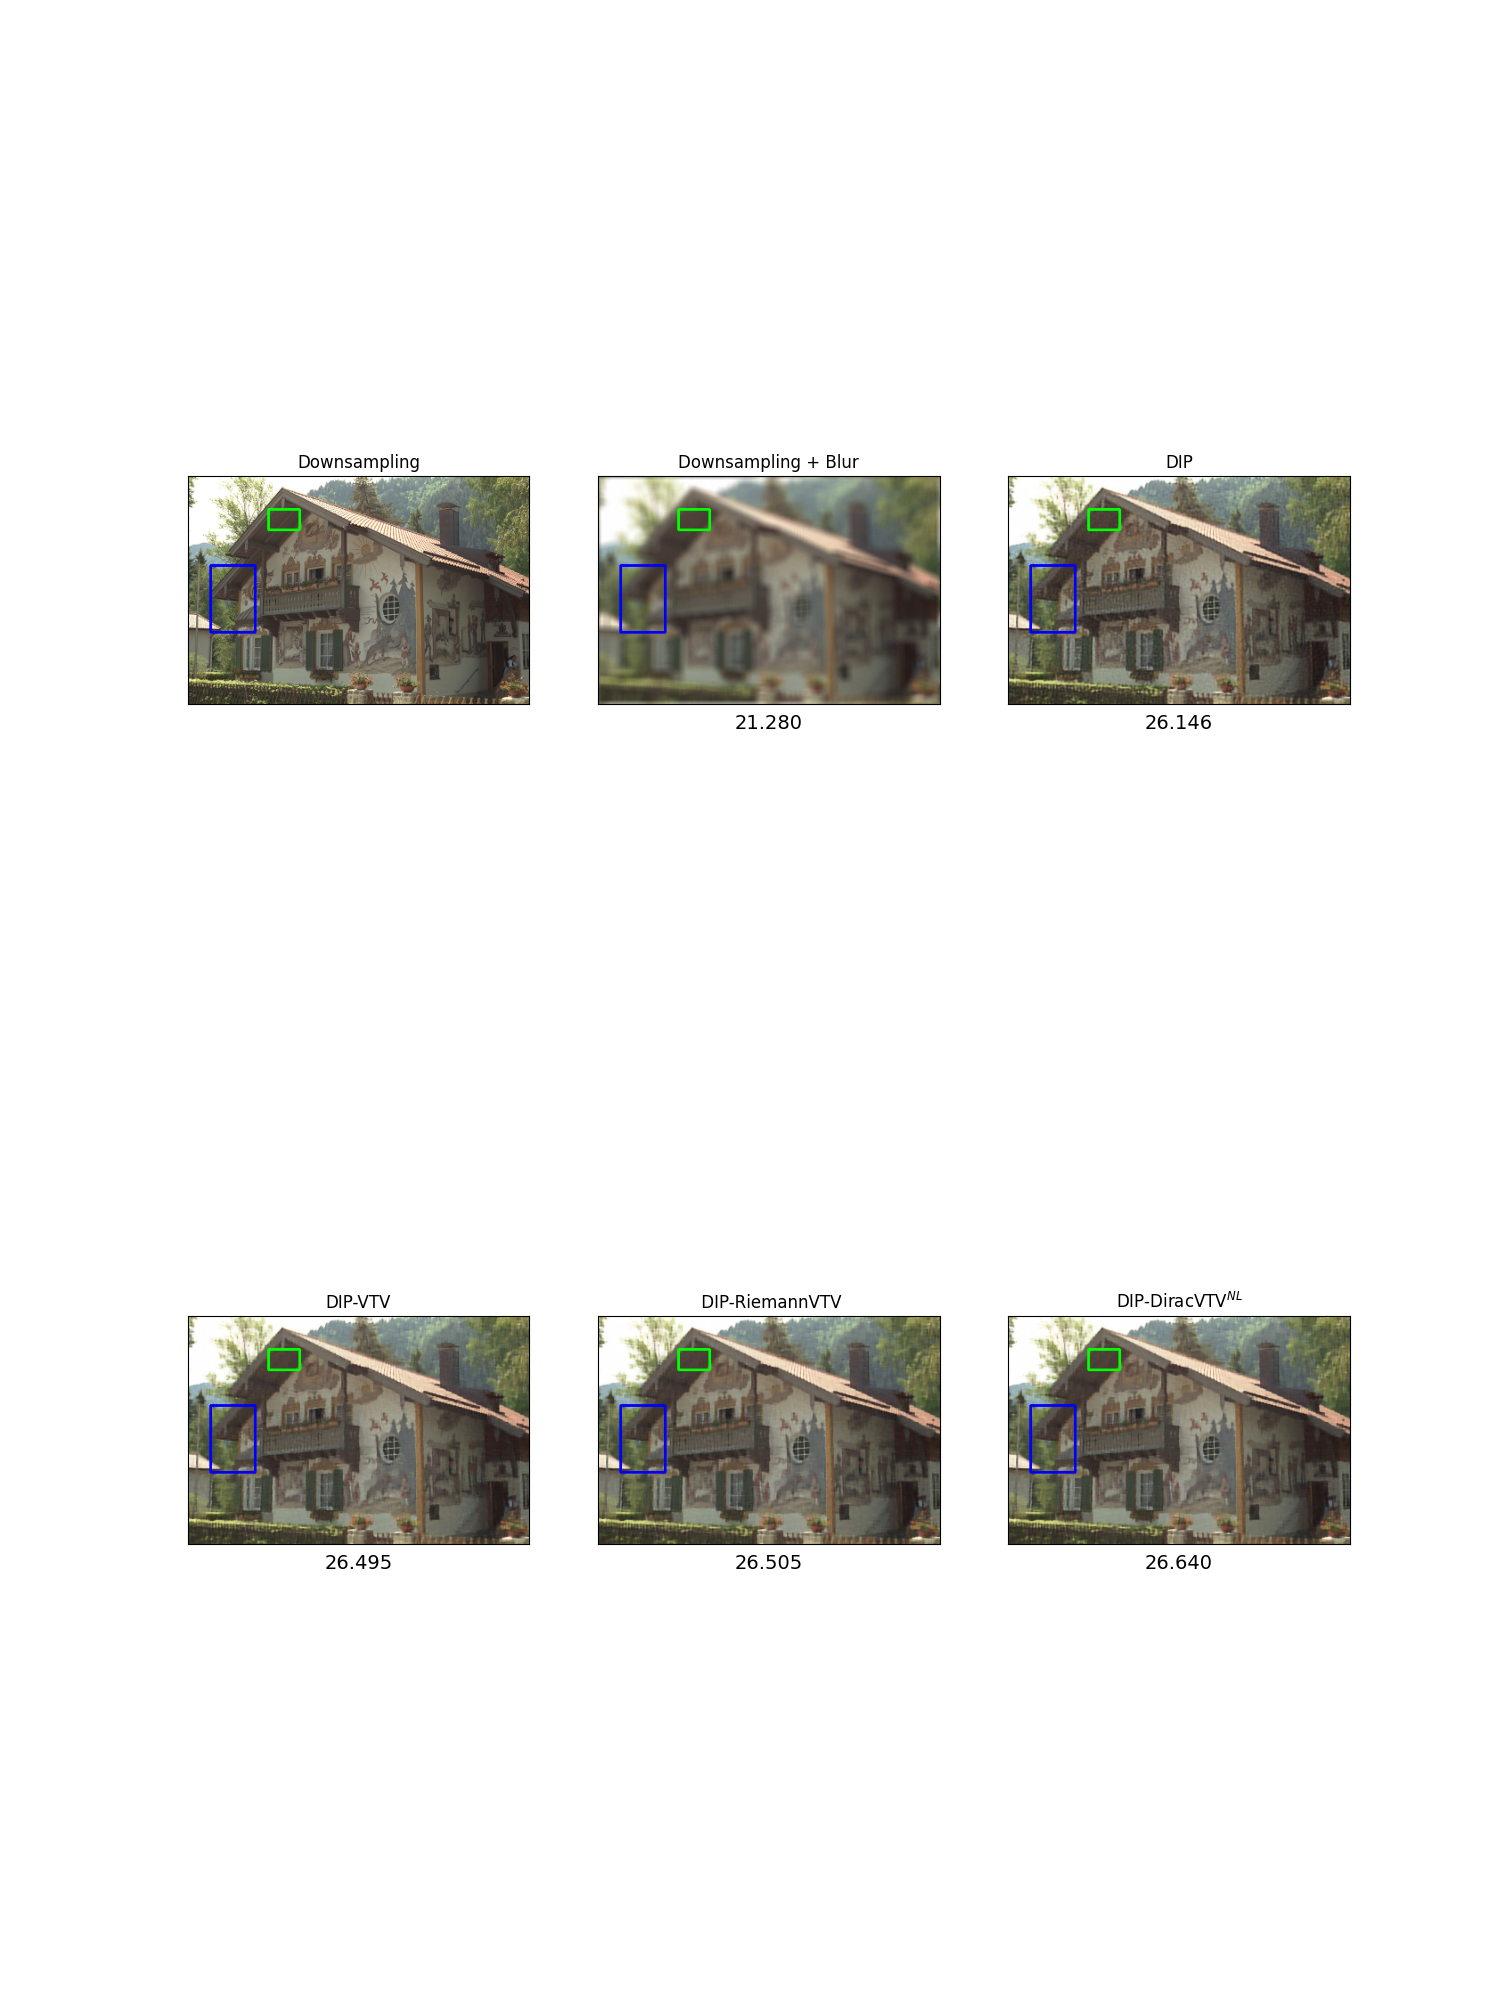 Downsampling
Downsampling + Blur
DIP
21.280
26.146
DIP-VTV
DIP-RiemannVTV
DIP-DiracVTV^NL
26.495
26.505
26.640